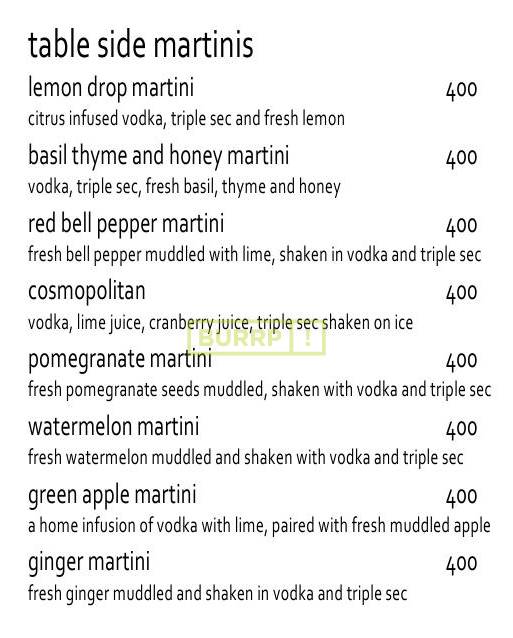 table side martinis
lemon drop martini 400
citrus infused vodka, triple sec and fresh lemon
basil thyme and honey martini 400
vodka, triple sec, fresh basil, thyme and honey
red bell pepper martini 400
fresh bell pepper muddled with lime, shaken in vodka and triple sec
cosmopolitan 400
vodka, lime juice, cranberry juice, triple sec shaken on ice
BURRP!
pomegranate martini 400
fresh pomegranate seeds muddled, shaken with vodka and triple sec
watermelon martini 400
fresh watermelon muddled and shaken with vodka and triple sec
green apple martini 400
a home infusion of vodka with lime, paired with fresh muddled apple
ginger martini 400
fresh ginger muddled and shaken in vodka and triple sec